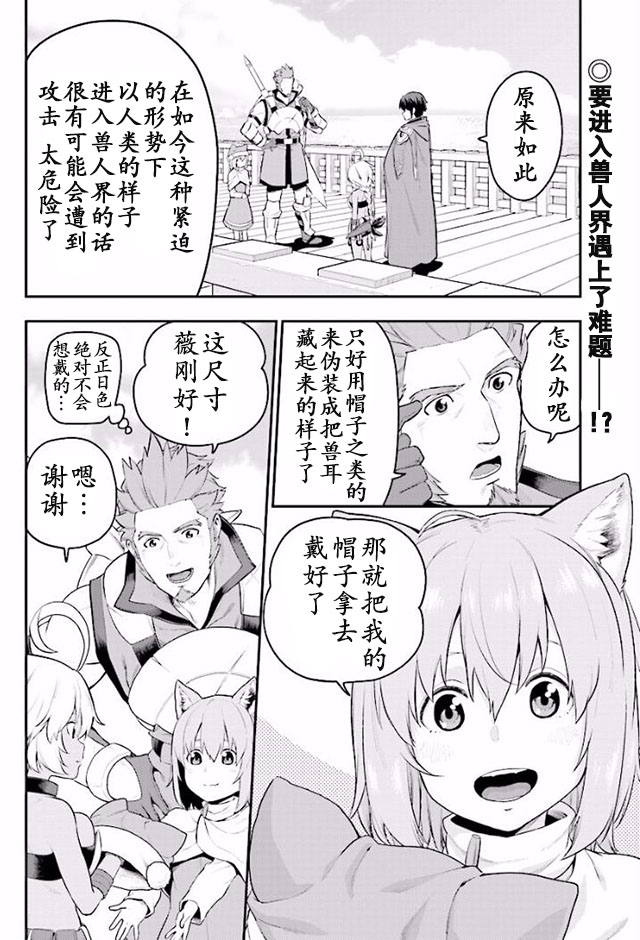 ◎要进入兽人界遇上了难题——!?
原来如此
在如今这种紧迫
的形势下
以人类的样子
进入兽人界的话
很有可能会遭到
攻击 太危险了
怎么办呢
只好用帽子之类的
来伪装成把兽耳
藏起来的样子了
这尺寸
薇刚好！
反正日色
绝对不会
想戴的…
嗯…
谢谢
那就把我的
帽子拿去
戴好了